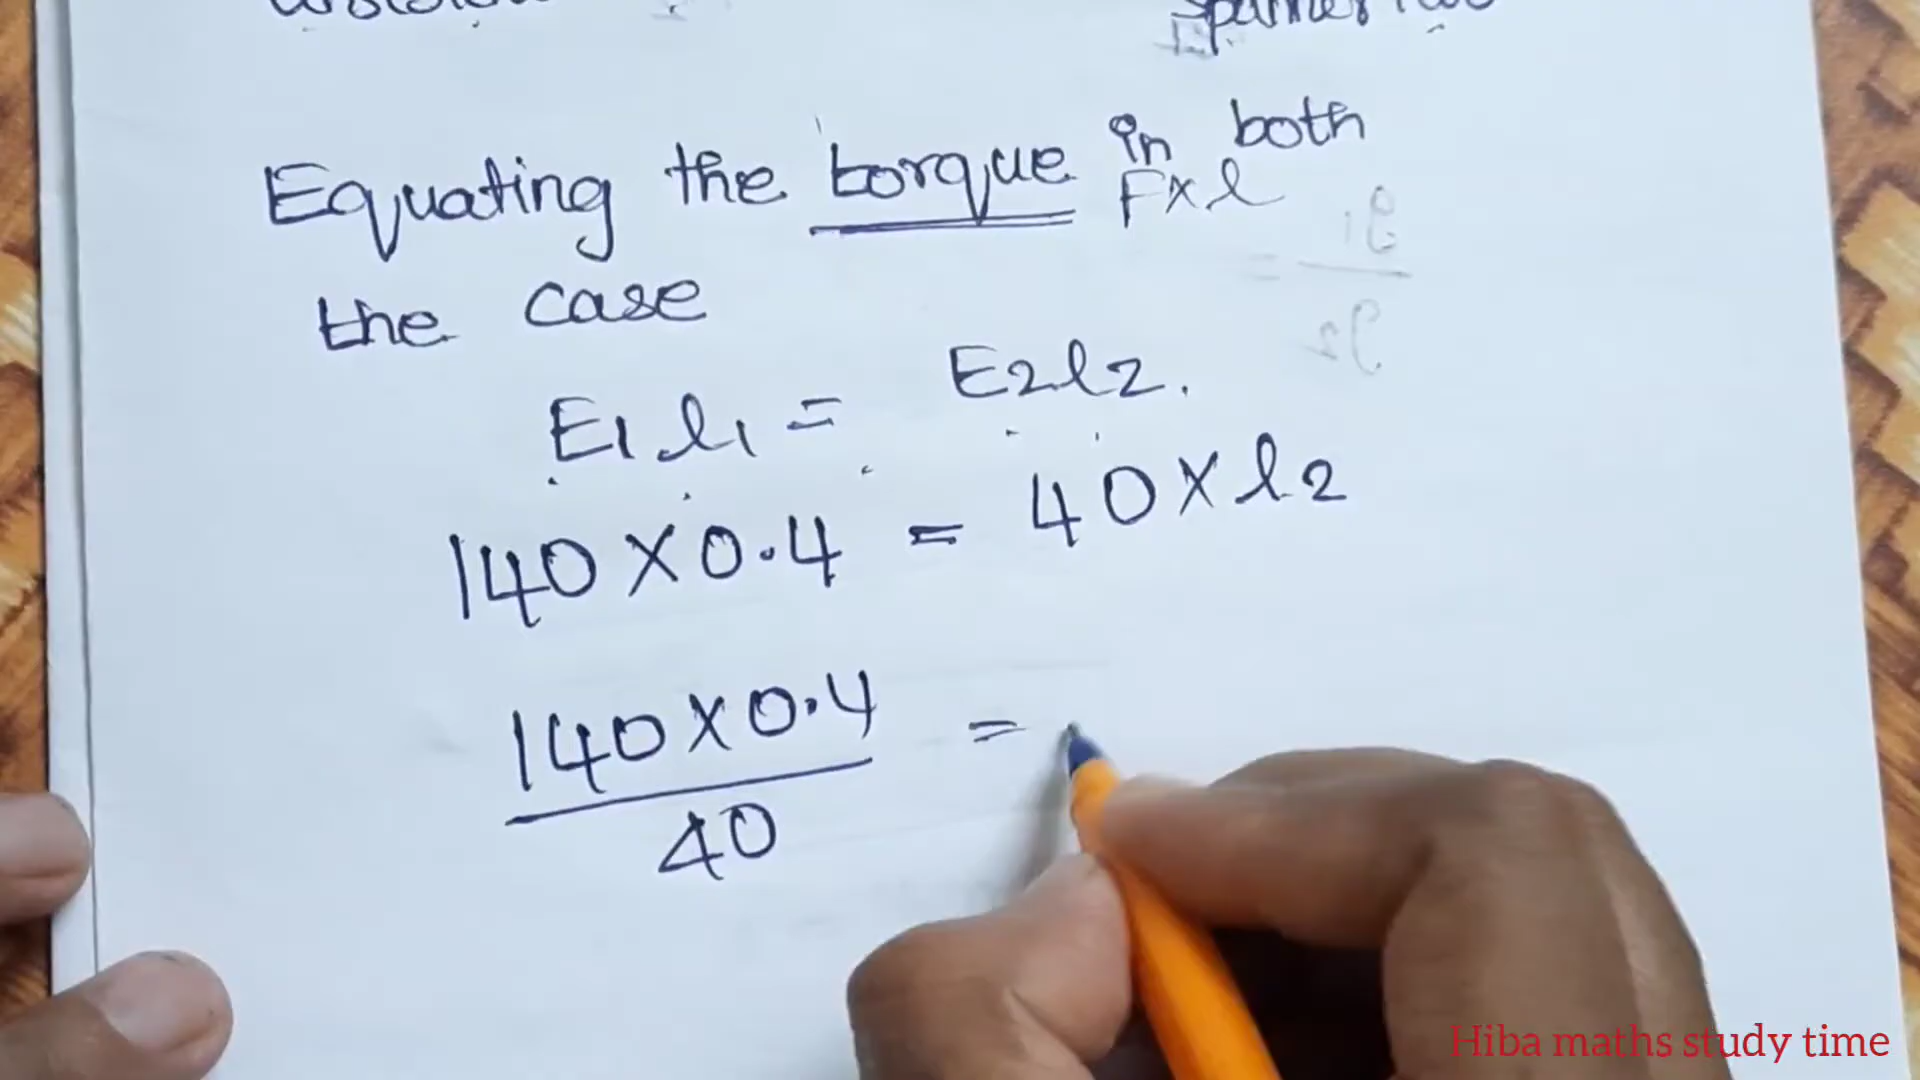 Equating the torque in both
F×l
the case
E1l1 = E2l2.
140×0.4 = 40×l2
140×0.4 =
40
Hiba maths study time